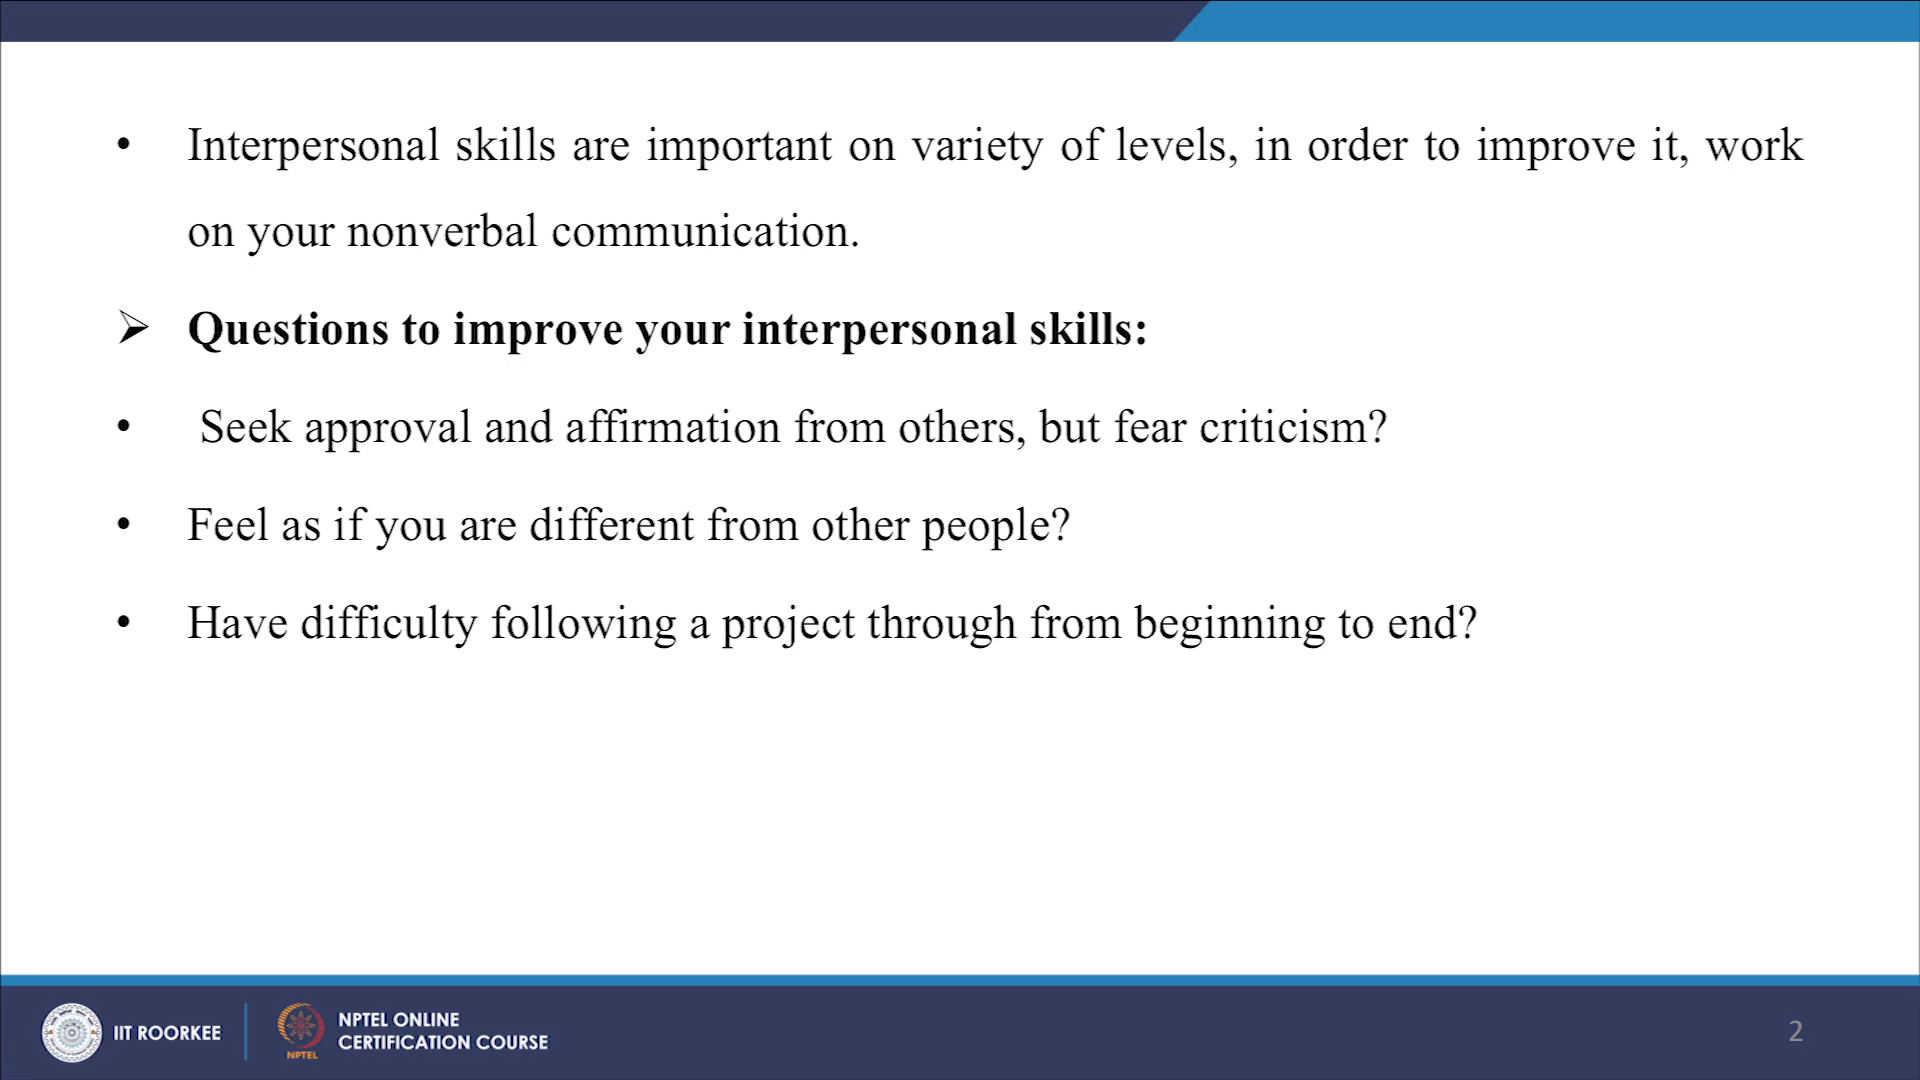 • Interpersonal skills are important on variety of levels, in order to improve it, work
on your nonverbal communication.
➢ Questions to improve your interpersonal skills:
• Seek approval and affirmation from others, but fear criticism?
• Feel as if you are different from other people?
• Have difficulty following a project through from beginning to end?
IIT ROORKEE
NPTEL
NPTEL ONLINE
CERTIFICATION COURSE
2